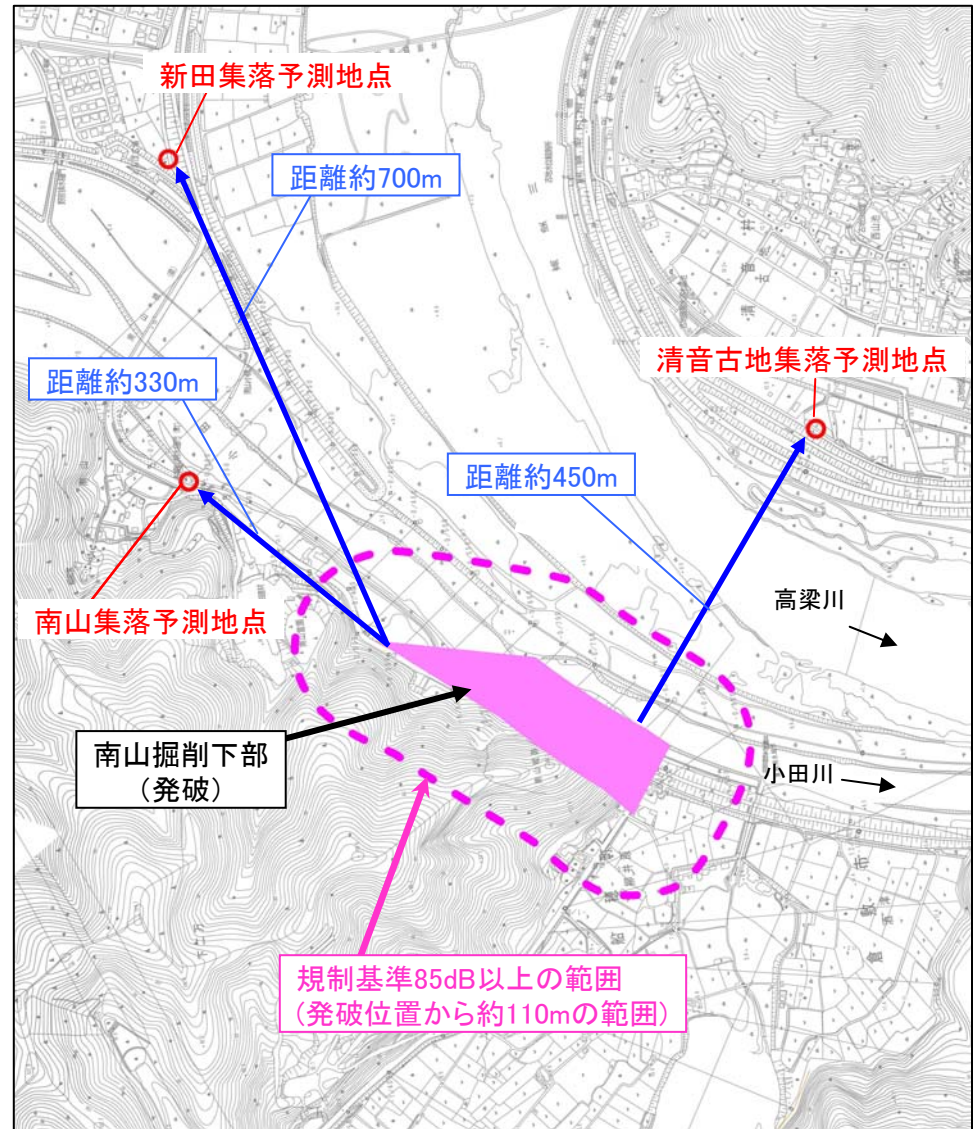 新田集落予測地点
距離約700m
清音古地集落予測地点
距離約330m
距離約450m
高梁川
南山集落予測地点
南山掘削下部
(発破)
小田川
規制基準85dB以上の範囲
(発破位置から約110mの範囲)